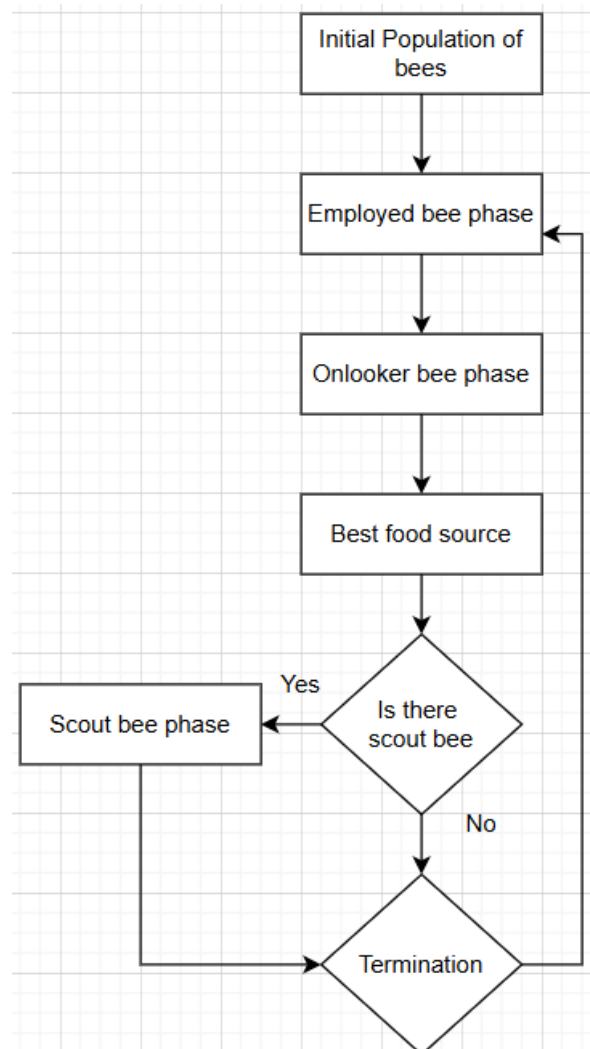 Initial Population of
bees
Employed bee phase
Onlooker bee phase
Best food source
Yes
Is there
scout bee
Scout bee phase
No
Termination